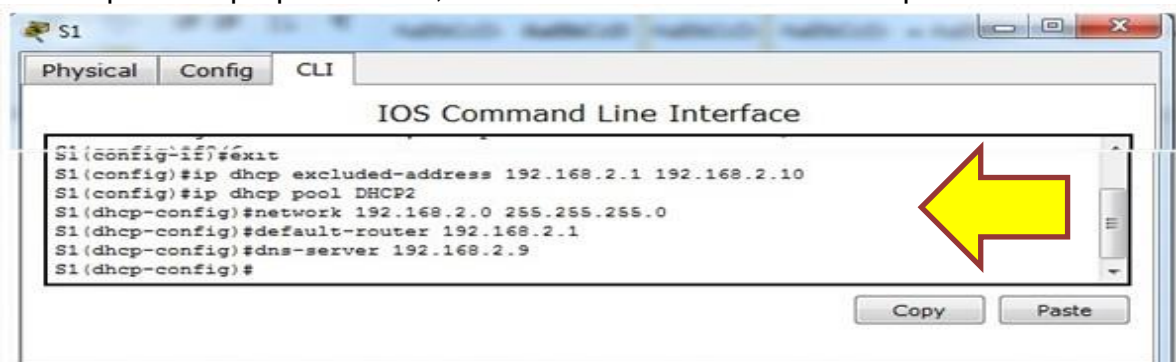 S1
Physical Config CLI
IOS Command Line Interface
S1(config-if)#exit
S1(config)#ip dhcp excluded-address 192.168.2.1 192.168.2.10
S1(config)#ip dhcp pool DHCP2
S1(dhcp-config)#network 192.168.2.0 255.255.255.0
S1(dhcp-config)#default-router 192.168.2.1
S1(dhcp-config)#dns-server 192.168.2.9
S1(dhcp-config)#
Copy Paste